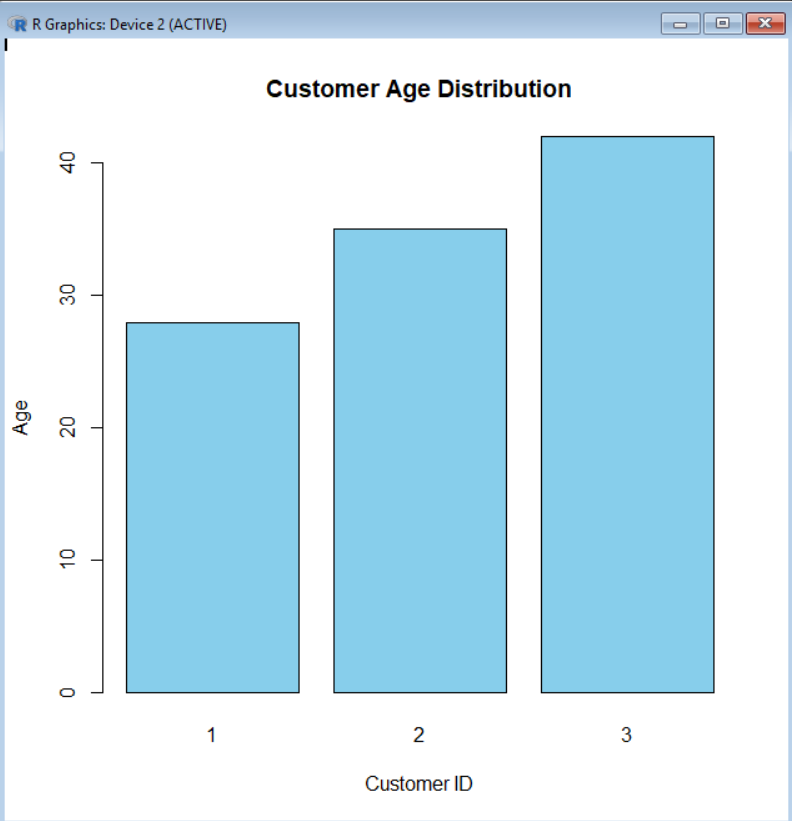 R Graphics: Device 2 (ACTIVE)
Customer Age Distribution
40
30
20
10
0
Age
1 2 3
Customer ID